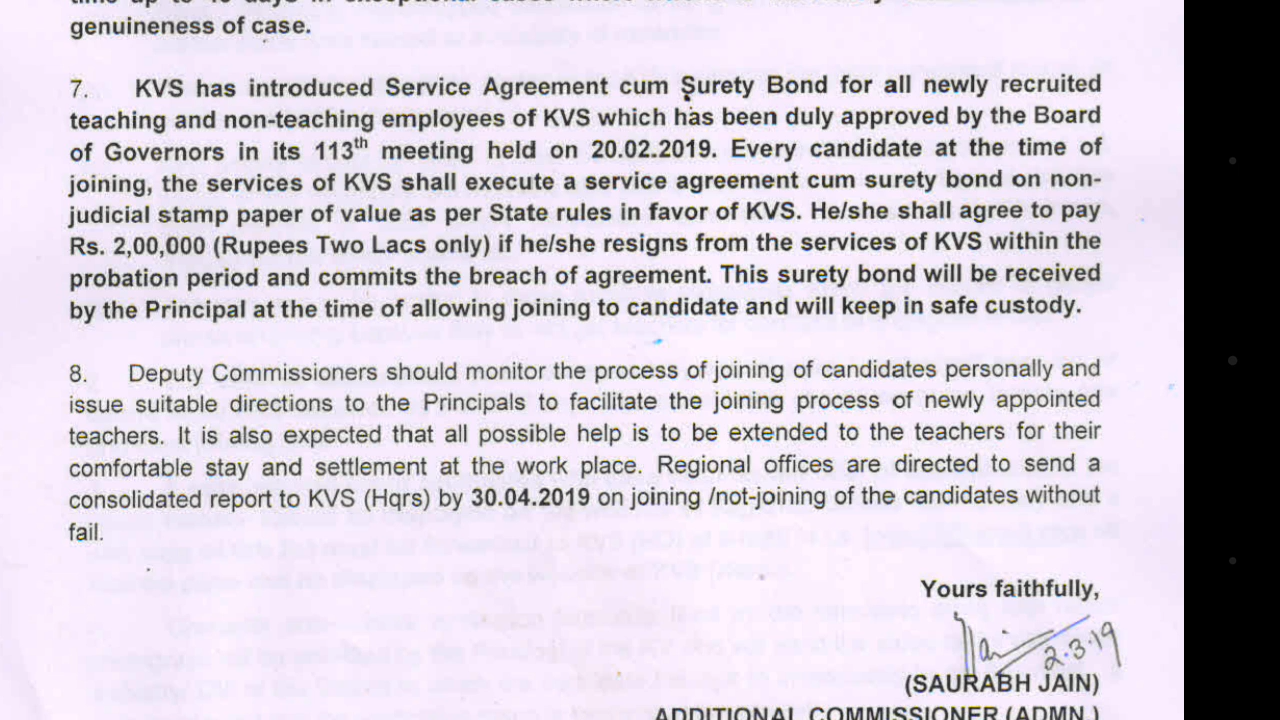 genuineness of case.
7. KVS has introduced Service Agreement cum Surety Bond for all newly recruited
teaching and non-teaching employees of KVS which has been duly approved by the Board
of Governors in its 113th meeting held on 20.02.2019. Every candidate at the time of
joining, the services of KVS shall execute a service agreement cum surety bond on non-
judicial stamp paper of value as per State rules in favor of KVS. He/she shall agree to pay
Rs. 2,00,000 (Rupees Two Lacs only) if he/she resigns from the services of KVS within the
probation period and commits the breach of agreement. This surety bond will be received
by the Principal at the time of allowing joining to candidate and will keep in safe custody.
8. Deputy Commissioners should monitor the process of joining of candidates personally and
issue suitable directions to the Principals to facilitate the joining process of newly appointed
teachers. It is also expected that all possible help is to be extended to the teachers for their
comfortable stay and settlement at the work place. Regional offices are directed to send a
consolidated report to KVS (Hqrs) by 30.04.2019 on joining /not-joining of the candidates without
fail.
Yours faithfully,
2.3.19
(SAURABH JAIN)
ADDITIONAL COMMISSIONER (ADMN.)